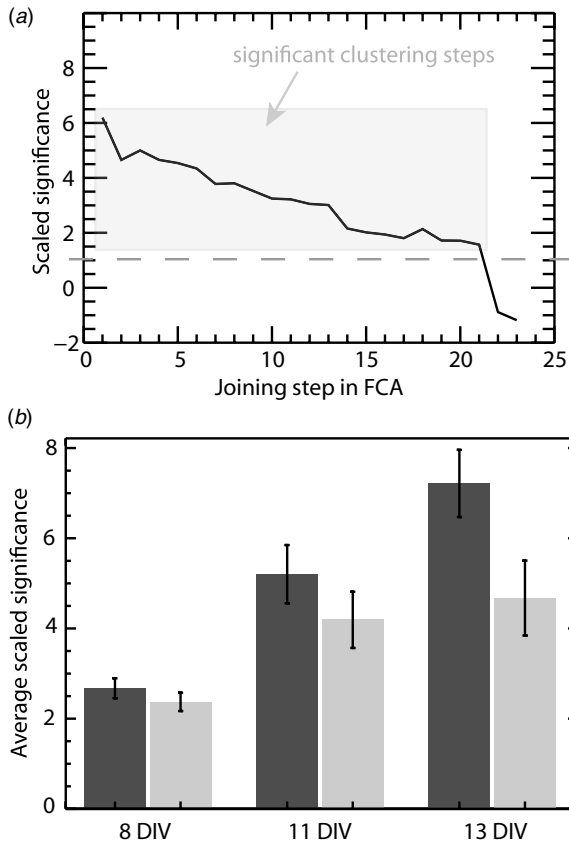 (a)
significant clustering steps
Scaled significance
8
6
4
2
0
−2
0
5
10
15
20
25
Joining step in FCA
(b)
Average scaled significance
8
6
4
2
0
8 DIV
11 DIV
13 DIV